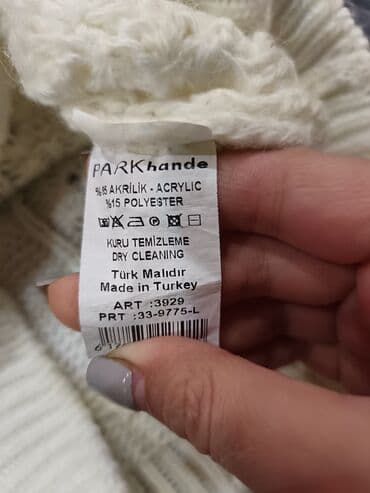 PARKhande
%85 AKRİLİK - ACRYLIC
%15 POLYESTER
KURU TEMİZLEME
DRY CLEANING
Türk Malıdır
Made in Turkey
ART :3929
PRT :33-9775-L